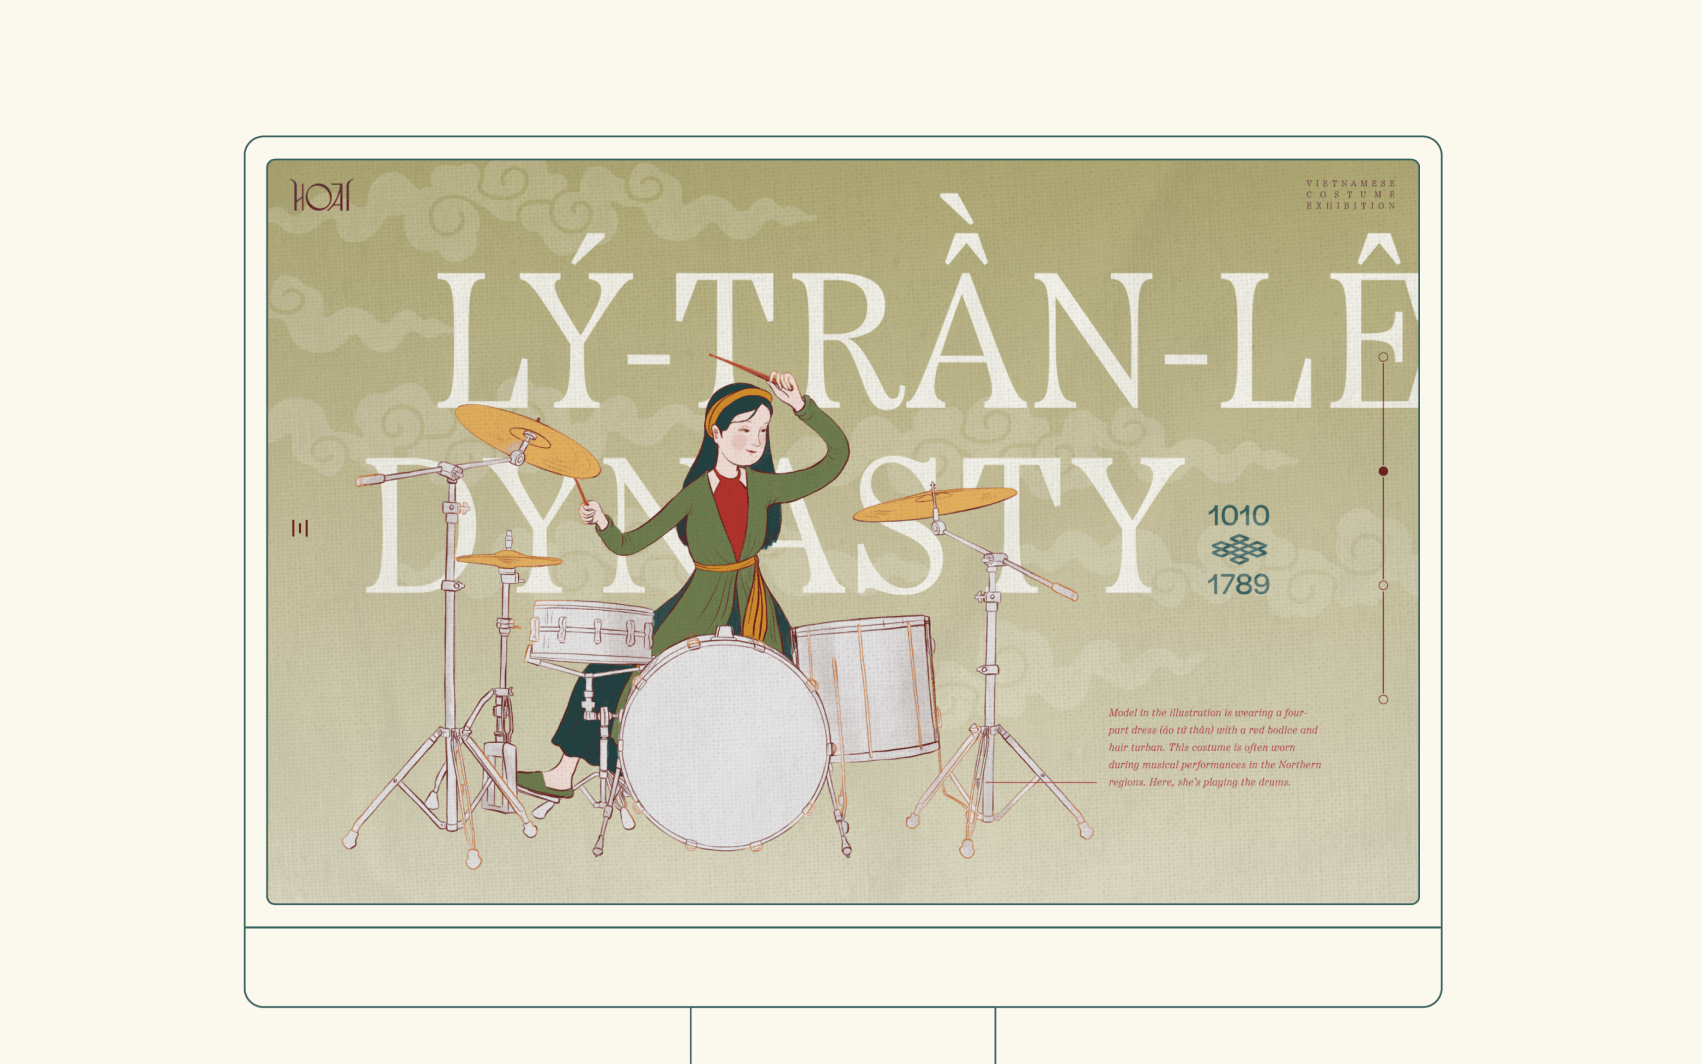 HOÀI
VIETNAMESE
COSTUME
EXHIBITION
LÝ-TRẦN-LÊ
DYNASTY
1010
1789
Model in the illustration is wearing a four-
part dress (áo tứ thân) with a red bodice and
hair turban. This costume is often worn
during musical performances in the Northern
regions. Here, she's playing the drums.